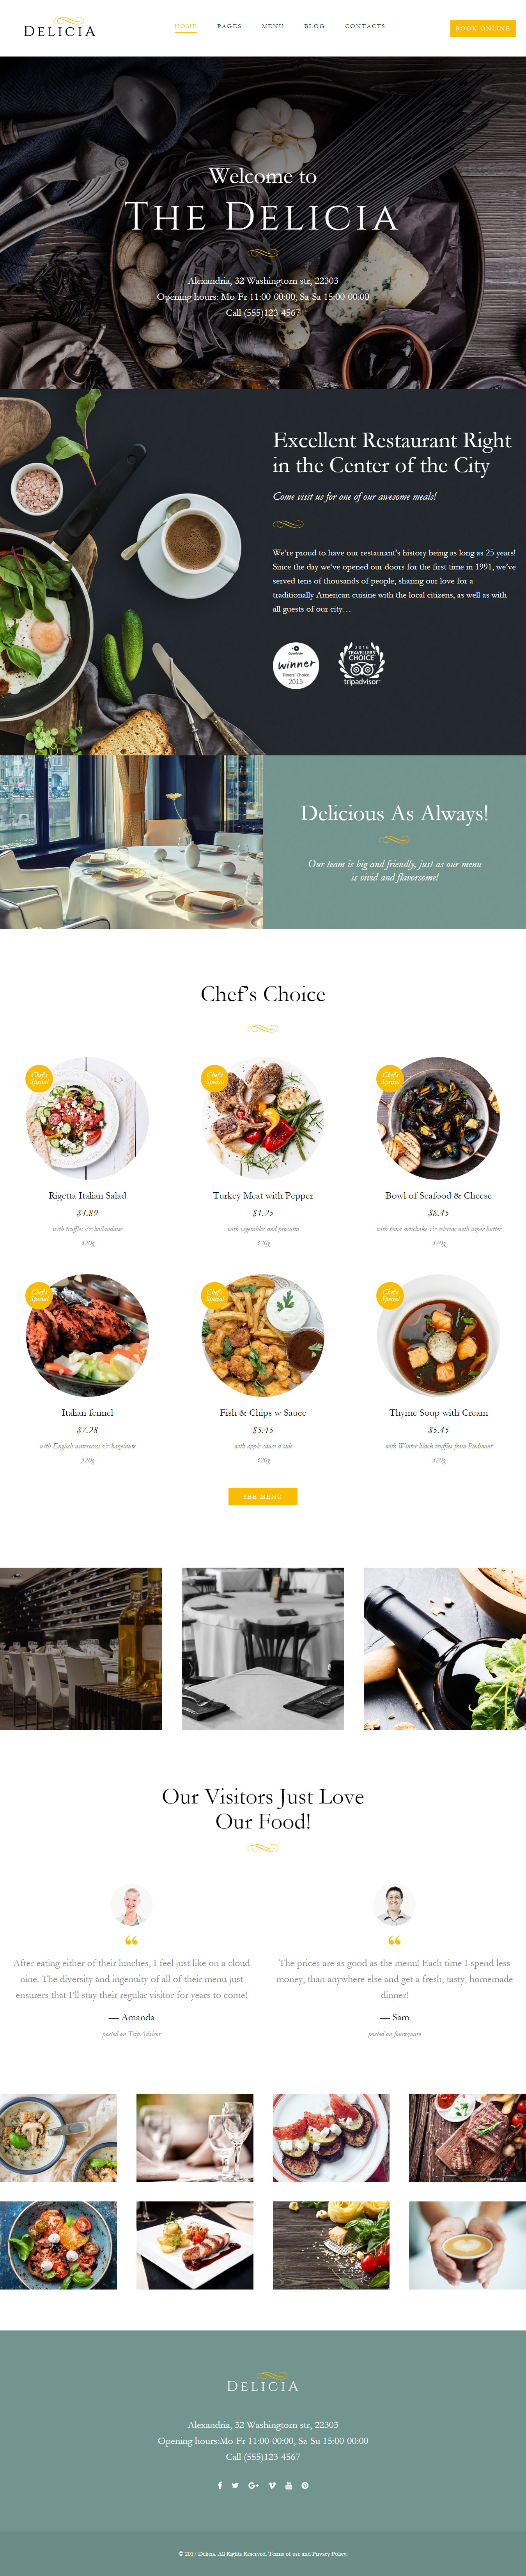 DELICIA
HOME PAGES MENU BLOG CONTACTS
BOOK ONLINE
Welcome to
THE DELICIA
Alexandria, 32 Washingtorn str, 22303
Opening hours: Mo-Fr 11:00-00:00, Sa-Sa 15:00-00:00
Call (555)123-4567
Excellent Restaurant Right
in the Center of the City
Come visit us for one of our awesome meals!
We're proud to have our restaurant's history being as long as 25 years!
Since the day we've opened our doors for the first time in 1991, we've
served tens of thousands of people, sharing our love for a
traditionally American cuisine with the local citizens, as well as with
all guests of our city…
OpenTable
winner
Diners' Choice
2015
2016
TRAVELLERS'
CHOICE
tripadvisor
Delicious As Always!
Our team is big and friendly, just as our menu
is vivid and flavorsome!
Chef's Choice
Chef's
Special
Chef's
Special
Chef's
Special
Rigetta Italian Salad
$4.89
with truffles & hollandaise
320g
Turkey Meat with Pepper
$1.25
with vegetables and prosutto
320g
Bowl of Seafood & Cheese
$8.45
with toma artichoke & celeriac with caper butter
320g
Chef's
Special
Chef's
Special
Chef's
Special
Italian fennel
$7.28
with English watercress & hazelnuts
320g
Fish & Chips w Sauce
$5.45
with apple sauce a side
320g
Thyme Soup with Cream
$5.45
with Winter black truffles from Piedmont
320g
SEE MENU
Our Visitors Just Love
Our Food!
After eating either of their lunches, I feel just like on a cloud
nine. The diversity and ingenuity of all of their menu just
ensurers that I'll stay their regular visitor for years to come!
— Amanda
posted on TripAdvisor
The prices are as good as the menu! Each time I spend less
money, than anywhere else and get a fresh, tasty, homemade
dinner!
— Sam
posted on foursquare
DELICIA
Alexandria, 32 Washingtorn str, 22303
Opening hours:Mo-Fr 11:00-00:00, Sa-Su 15:00-00:00
Call (555)123-4567
© 2017 Delicia. All Rights Reserved. Terms of use and Privacy Policy.